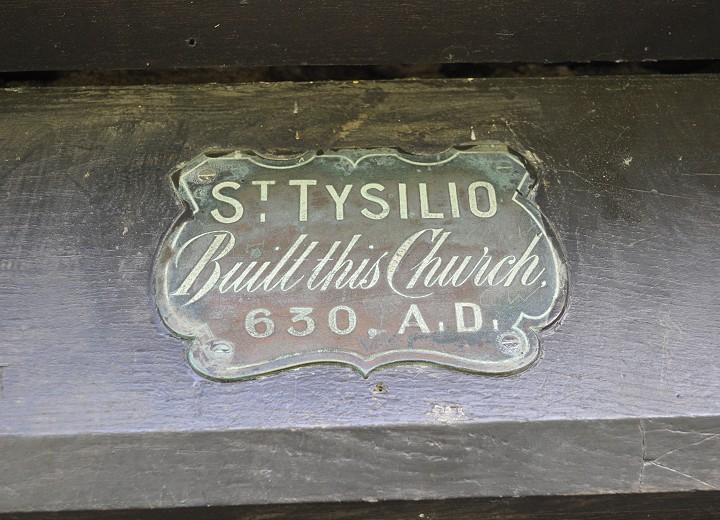 ST. TYSILIO
Built this Church,
630. A.D.